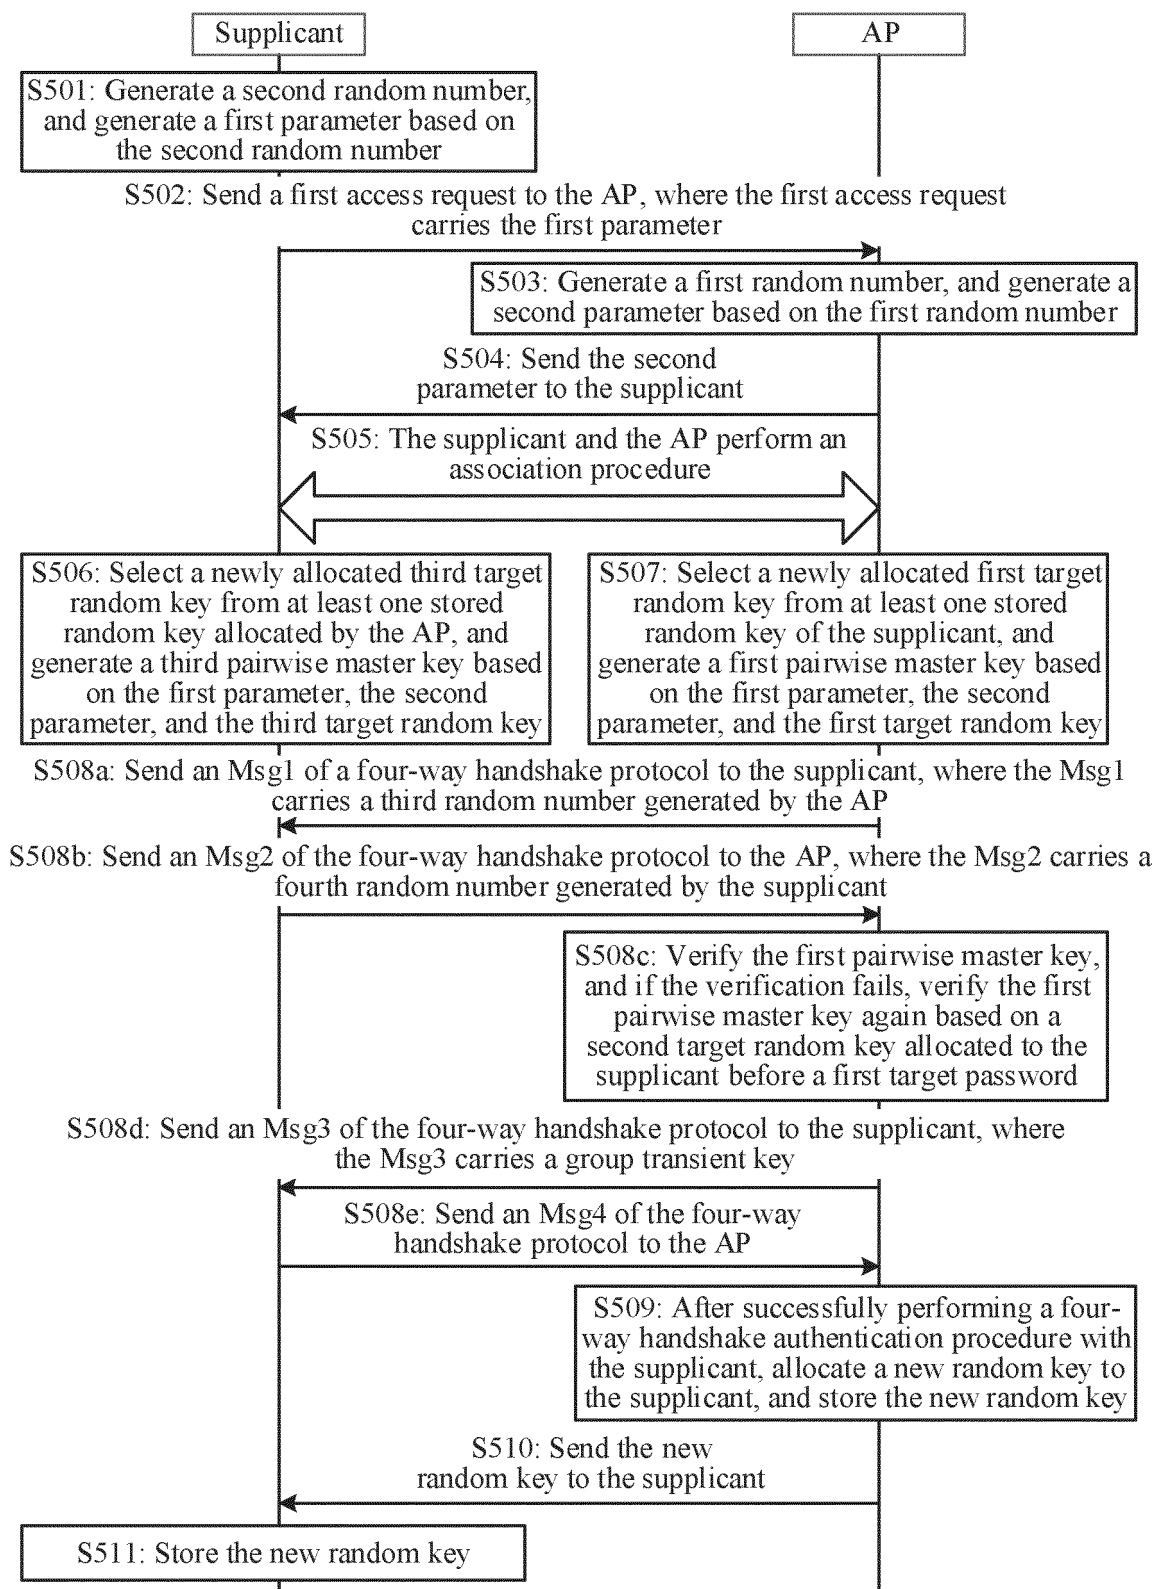 Supplicant
AP
S501: Generate a second random number,
and generate a first parameter based on
the second random number
S502: Send a first access request to the AP, where the first access request
carries the first parameter
S503: Generate a first random number, and generate a
second parameter based on the first random number
S504: Send the second
parameter to the supplicant
S505: The supplicant and the AP perform an
association procedure
S506: Select a newly allocated third target
random key from at least one stored
random key allocated by the AP, and
generate a third pairwise master key based
on the first parameter, the second
parameter, and the third target random key
S507: Select a newly allocated first target
random key from at least one stored
random key of the supplicant, and
generate a first pairwise master key based
on the first parameter, the second
parameter, and the first target random key
S508a: Send an Msg1 of a four-way handshake protocol to the supplicant, where the Msg1
carries a third random number generated by the AP
S508b: Send an Msg2 of the four-way handshake protocol to the AP, where the Msg2 carries a
fourth random number generated by the supplicant
S508c: Verify the first pairwise master key,
and if the verification fails, verify the first
pairwise master key again based on a
second target random key allocated to the
supplicant before a first target password
S508d: Send an Msg3 of the four-way handshake protocol to the supplicant, where
the Msg3 carries a group transient key
S508e: Send an Msg4 of the four-way
handshake protocol to the AP
S509: After successfully performing a four-
way handshake authentication procedure with
the supplicant, allocate a new random key to
the supplicant, and store the new random key
S510: Send the new
random key to the supplicant
S511: Store the new random key